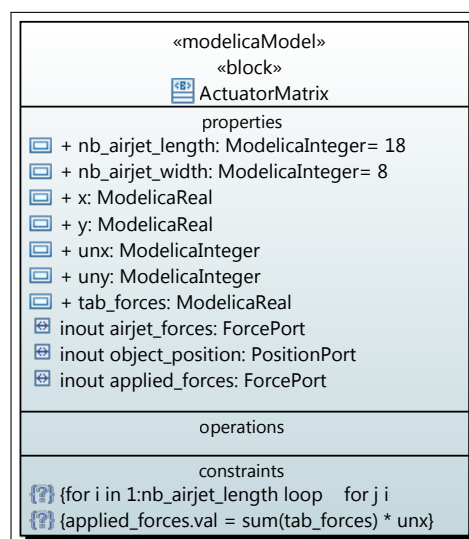 «modelicaModel»
«block»
ActuatorMatrix
properties
+ nb_airjet_length: ModelicaInteger= 18
+ nb_airjet_width: ModelicaInteger= 8
+ x: ModelicaReal
+ y: ModelicaReal
+ unx: ModelicaInteger
+ uny: ModelicaInteger
+ tab_forces: ModelicaReal
inout airjet_forces: ForcePort
inout object_position: PositionPort
inout applied_forces: ForcePort
operations
constraints
{for i in 1:nb_airjet_length loop    for j i
{applied_forces.val = sum(tab_forces) * unx}